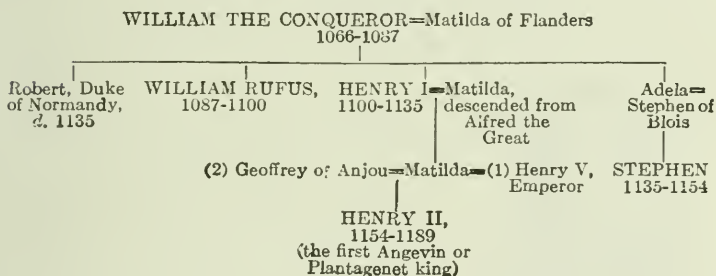 WILLIAM THE CONQUEROR=Matilda of Flanders
1066-1087
Robert, Duke
of Normandy,
d. 1135
WILLIAM RUFUS,
1087-1100
HENRY I=Matilda,
1100-1135 descended from
Alfred the
Great
Adela=
Stephen of
Blois
(2) Geoffrey of Anjou=Matilda=(1) Henry V,
Emperor
STEPHEN
1135-1154
HENRY II,
1154-1189
(the first Angevin or
Plantagenet king)